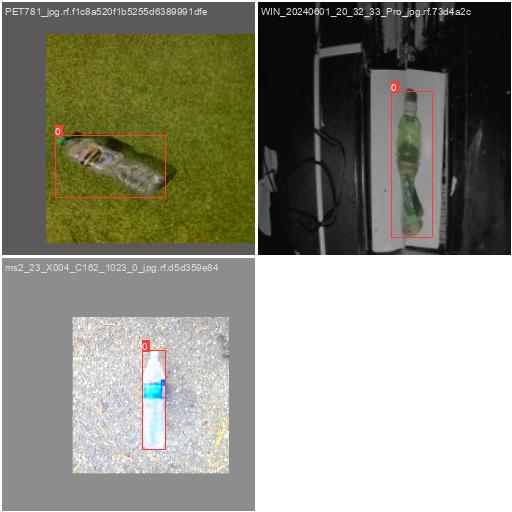 PET781_jpg.rf.f1c8a520f1b5255d6389991dfe
WIN_20240601_20_32_33_Pro_jpg.rf.73d4a2c
0
0
ms2_23_X004_C162_1023_0_jpg.rf.d5d359e84
0